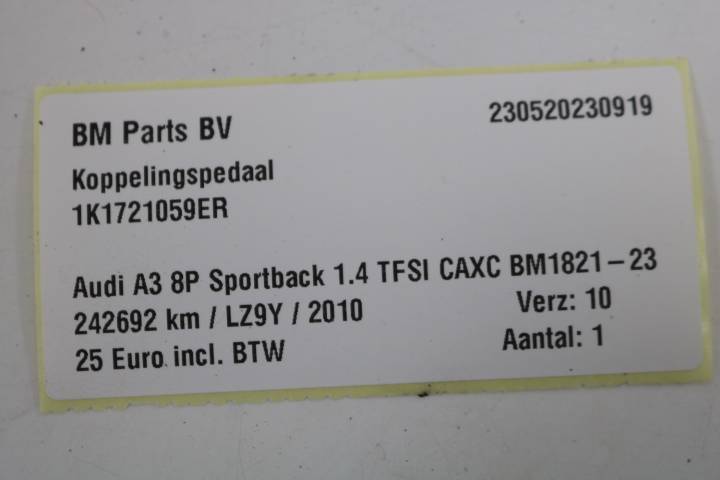 BM Parts BV 230520230919
Koppelingspedaal
1K1721059ER
Audi A3 8P Sportback 1.4 TFSI CAXC BM1821-23
242692 km / LZ9Y / 2010 Verz: 10
25 Euro incl. BTW Aantal: 1